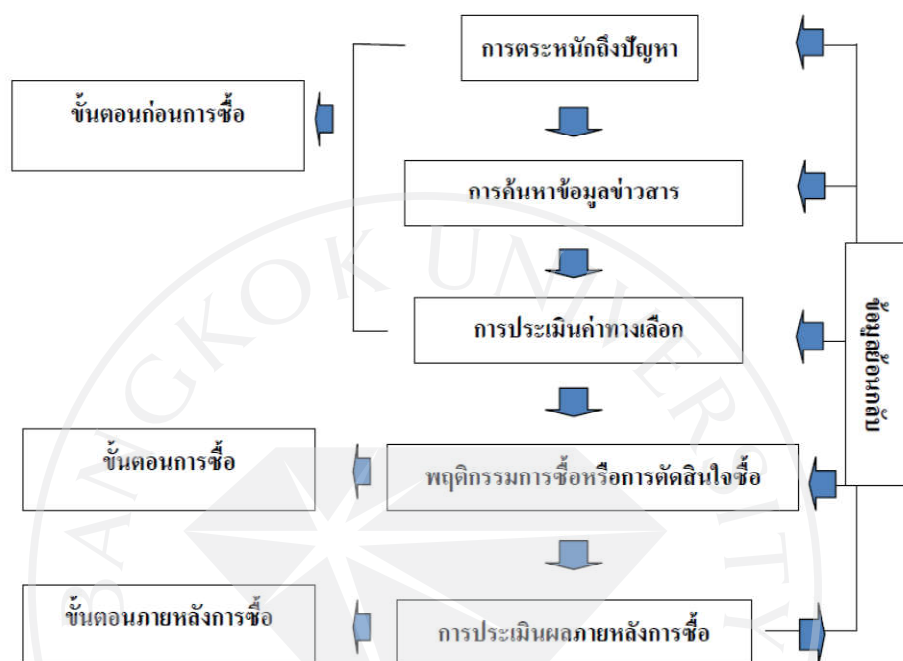 การตระหนักถึงปัญหา
ขั้นตอนก่อนการซื้อ
การค้นหาข้อมูลข่าวสาร
การประเมินค่าทางเลือก
ข้อมูลย้อนกลับ
ขั้นตอนการซื้อ
พฤติกรรมการซื้อหรือการตัดสินใจซื้อ
ขั้นตอนภายหลังการซื้อ
การประเมินผลภายหลังการซื้อ
BANGKOK UNIVERSITY